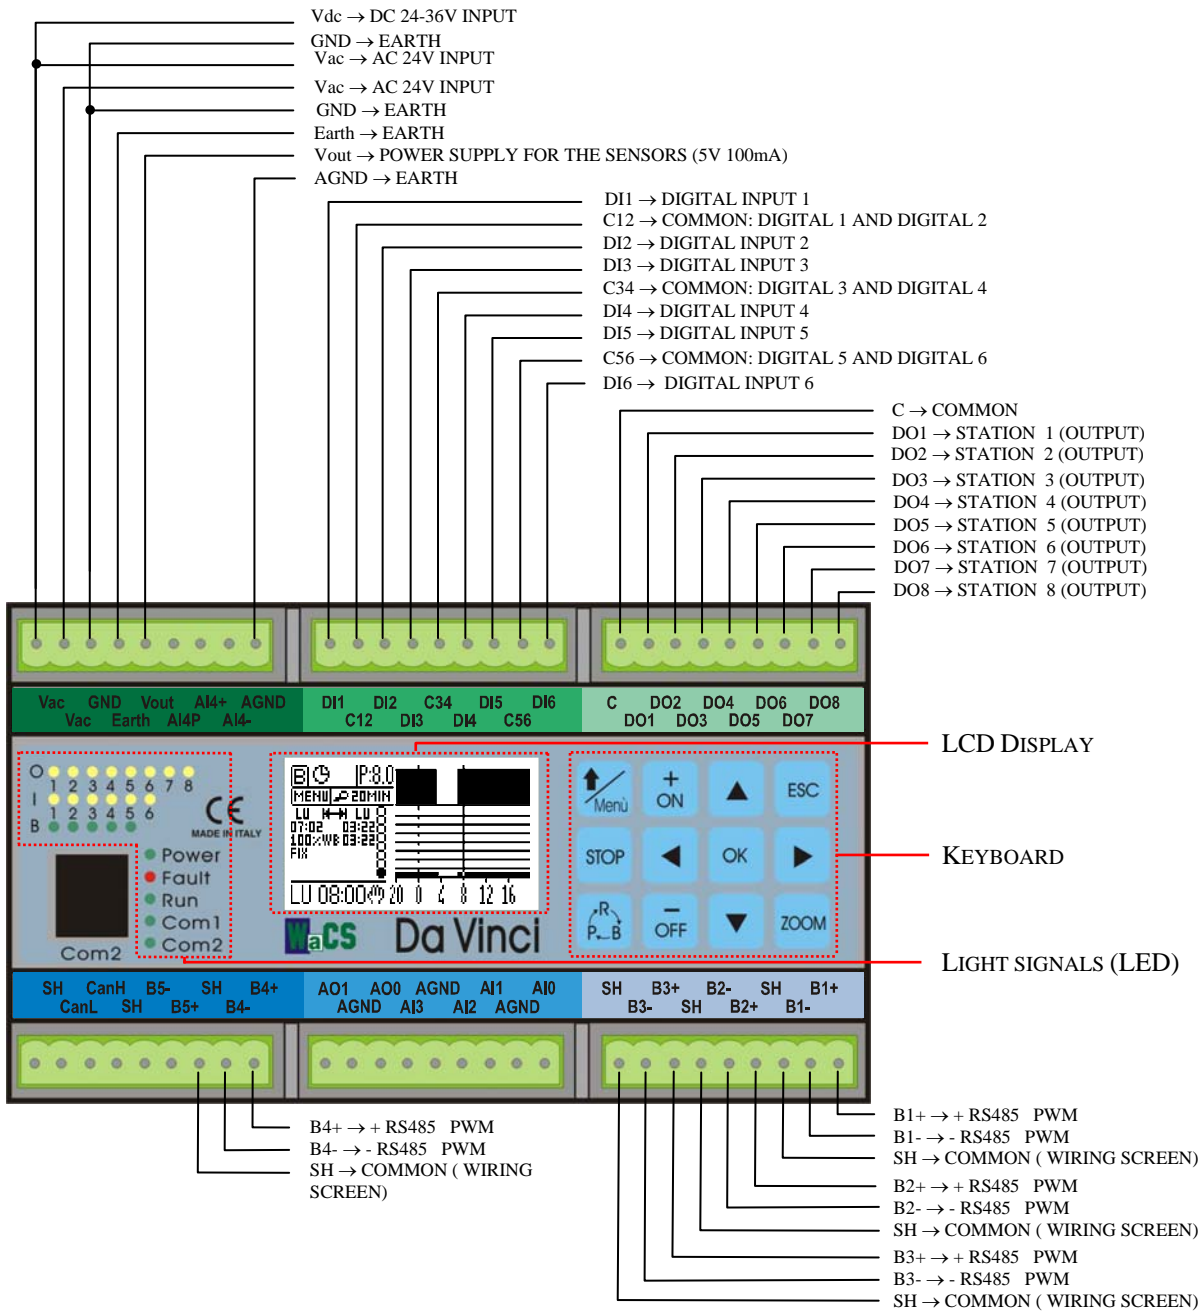 Vdc → DC 24-36V INPUT
GND → EARTH
Vac → AC 24V INPUT
Vac → AC 24V INPUT
GND → EARTH
Earth → EARTH
Vout → POWER SUPPLY FOR THE SENSORS (5V 100mA)
AGND → EARTH
DI1 → DIGITAL INPUT 1
C12 → COMMON: DIGITAL 1 AND DIGITAL 2
DI2 → DIGITAL INPUT 2
DI3 → DIGITAL INPUT 3
C34 → COMMON: DIGITAL 3 AND DIGITAL 4
DI4 → DIGITAL INPUT 4
DI5 → DIGITAL INPUT 5
C56 → COMMON: DIGITAL 5 AND DIGITAL 6
DI6 → DIGITAL INPUT 6
C → COMMON
DO1 → STATION 1 (OUTPUT)
DO2 → STATION 2 (OUTPUT)
DO3 → STATION 3 (OUTPUT)
DO4 → STATION 4 (OUTPUT)
DO5 → STATION 5 (OUTPUT)
DO6 → STATION 6 (OUTPUT)
DO7 → STATION 7 (OUTPUT)
DO8 → STATION 8 (OUTPUT)
Vac GND Vout AI4+ AGND
Vac Earth AI4P AI4-
DI1 DI2 C34 DI5 DI6
C12 DI3 DI4 C56
C DO2 DO4 DO6 DO8
DO1 DO3 DO5 DO7
O
1 2 3 4 5 6 7 8
I
1 2 3 4 5 6
B
CE
MADE IN ITALY
Power
Fault
Run
Com1
Com2
Com2
B P:8.0
MENU 20MIN
LU LU
07:02 03:22
100%WB 03:22
FIX
LU 08:00 20 0 4 8 12 16
WaCS Da Vinci
Menù + ON ESC
STOP OK
R P B − OFF ZOOM
LCD DISPLAY
KEYBOARD
LIGHT SIGNALS (LED)
SH CanH B5- SH B4+
CanL SH B5+ B4-
AO1 AO0 AGND AI1 AI0
AGND AI3 AI2 AGND
SH B3+ B2- SH B1+
B3- SH B2+ B1-
B4+ → + RS485 PWM
B4- → - RS485 PWM
SH → COMMON ( WIRING
SCREEN)
B1+ → + RS485 PWM
B1- → - RS485 PWM
SH → COMMON ( WIRING SCREEN)
B2+ → + RS485 PWM
B2- → - RS485 PWM
SH → COMMON ( WIRING SCREEN)
B3+ → + RS485 PWM
B3- → - RS485 PWM
SH → COMMON ( WIRING SCREEN)